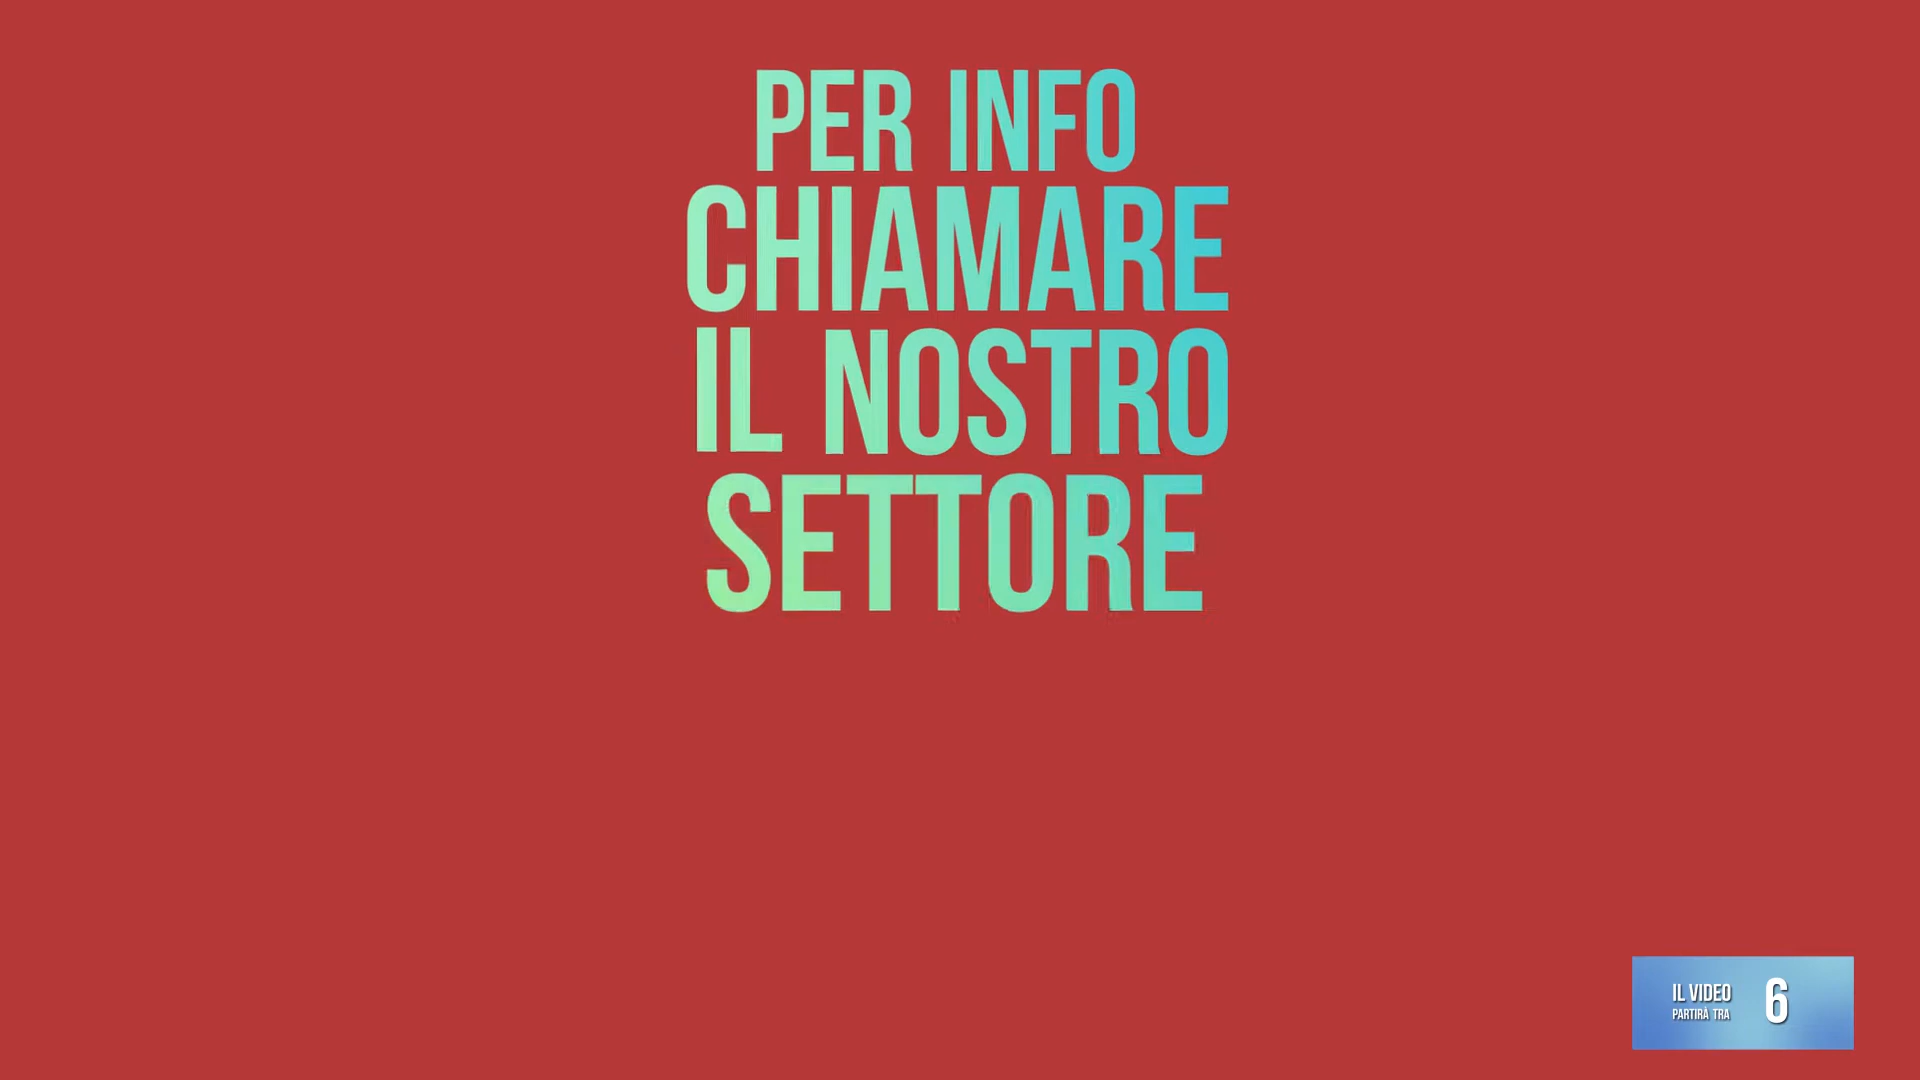 PER INFO
CHIAMARE
IL NOSTRO
SETTORE
IL VIDEO
PARTIRÀ TRA
6